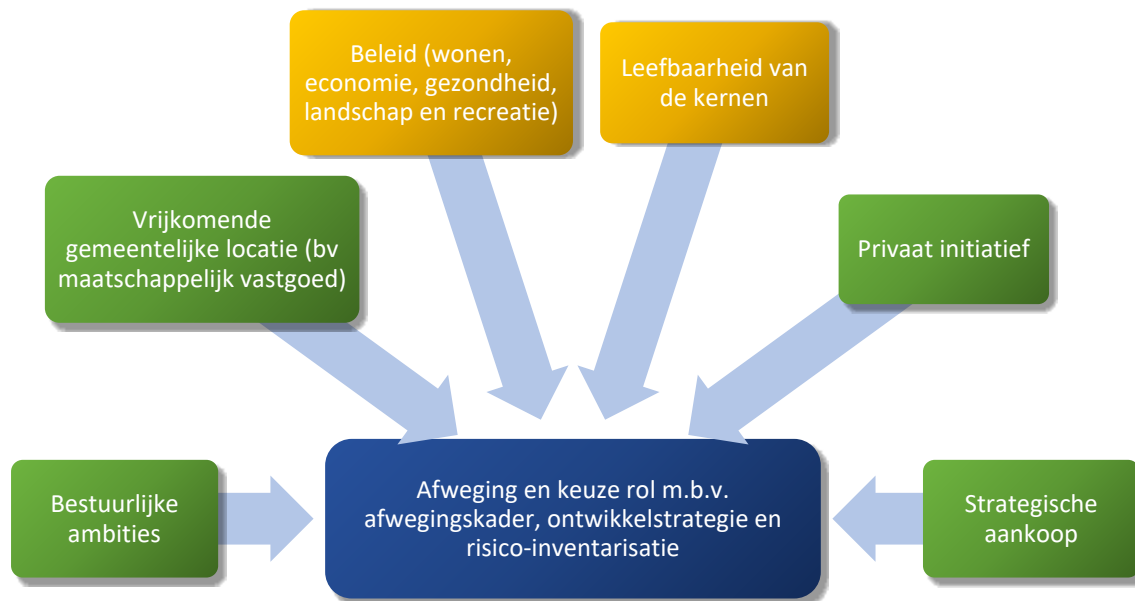 Beleid (wonen,
economie, gezondheid,
landschap en recreatie)
Leefbaarheid van
de kernen
Vrijkomende
gemeentelijke locatie (bv
maatschappelijk vastgoed)
Privaat initiatief
Bestuurlijke
ambities
Afweging en keuze rol m.b.v.
afwegingskader, ontwikkelstrategie en
risico-inventarisatie
Strategische
aankoop